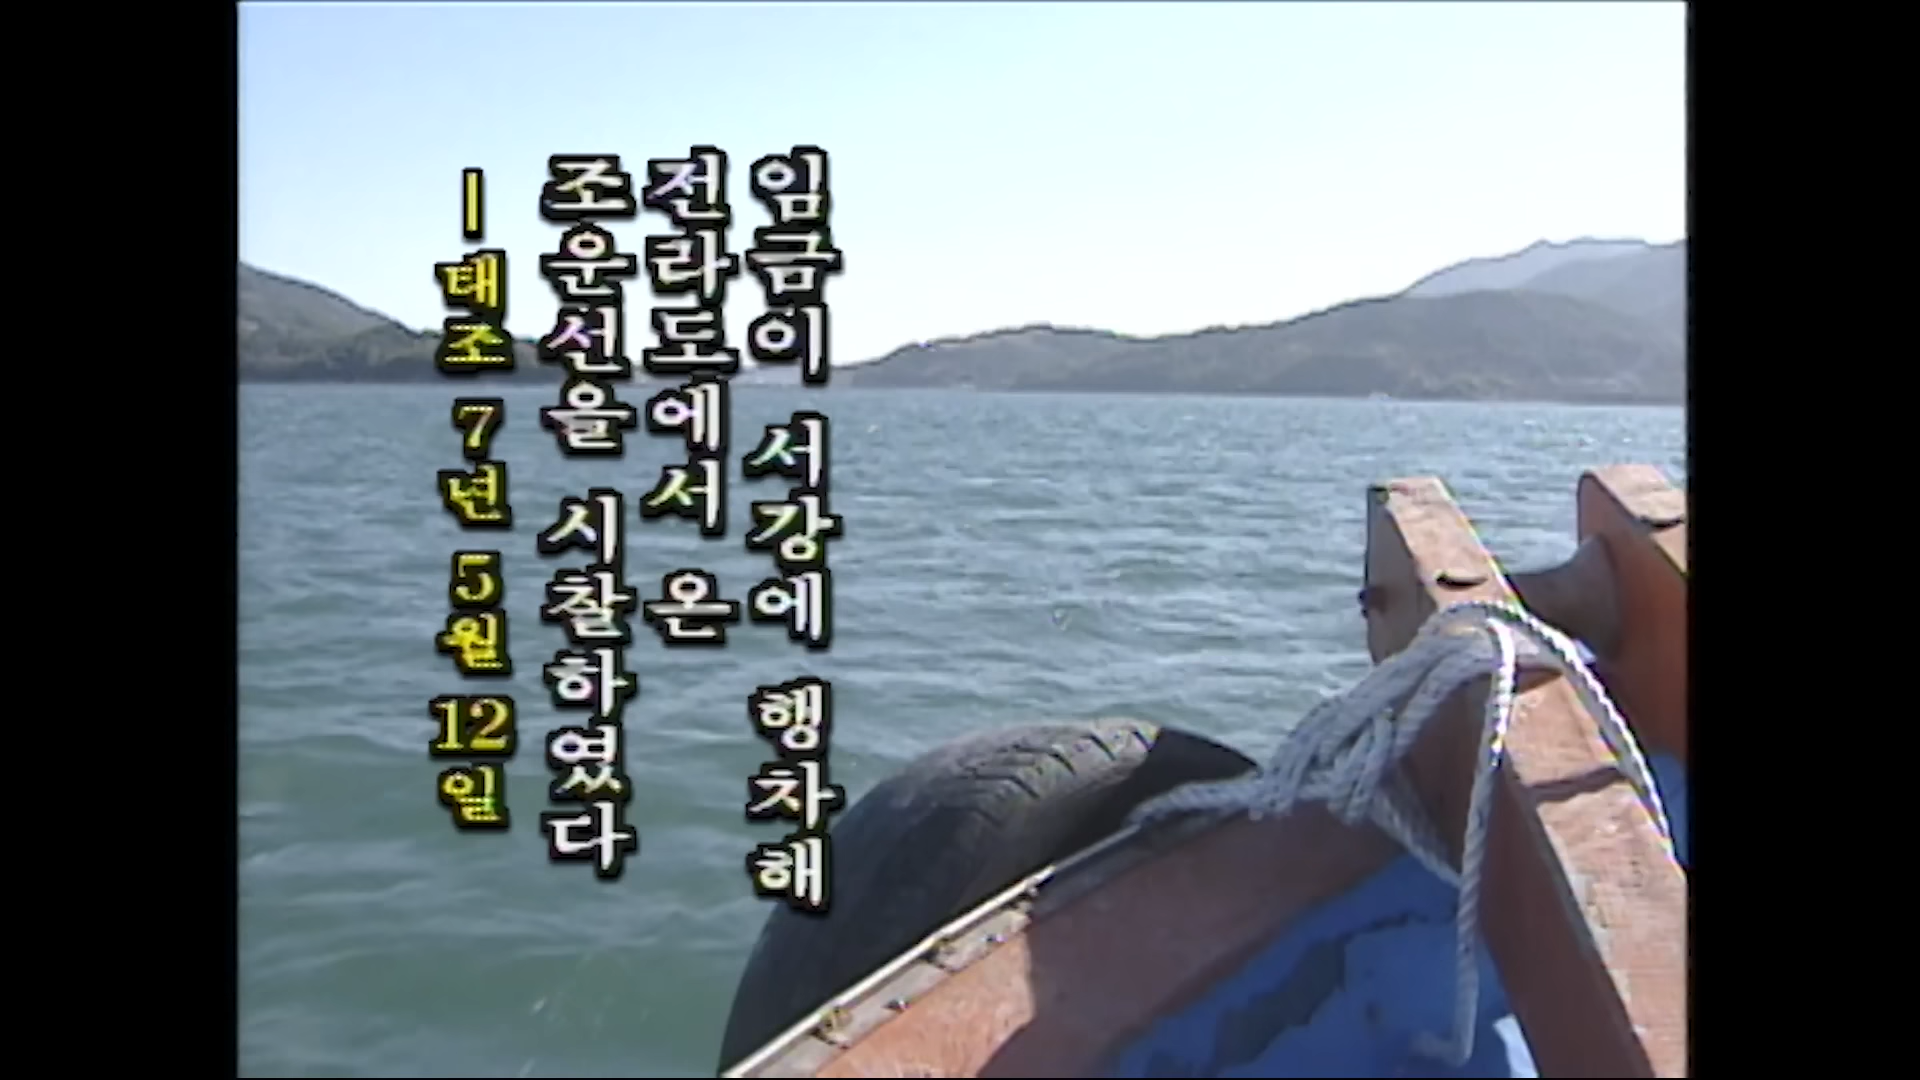 임금이 서강에 행차해
전라도에서 온
조운선을 시찰하였다
ㅡ태조 7년 5월 12일